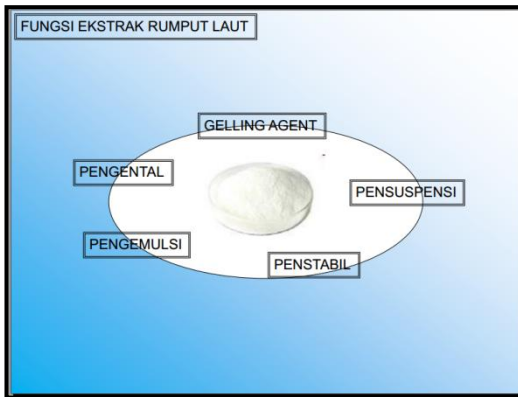 FUNGSI EKSTRAK RUMPUT LAUT
GELLING AGENT
PENGENTAL
PENSUSPENSI
PENGEMULSI
PENSTABIL